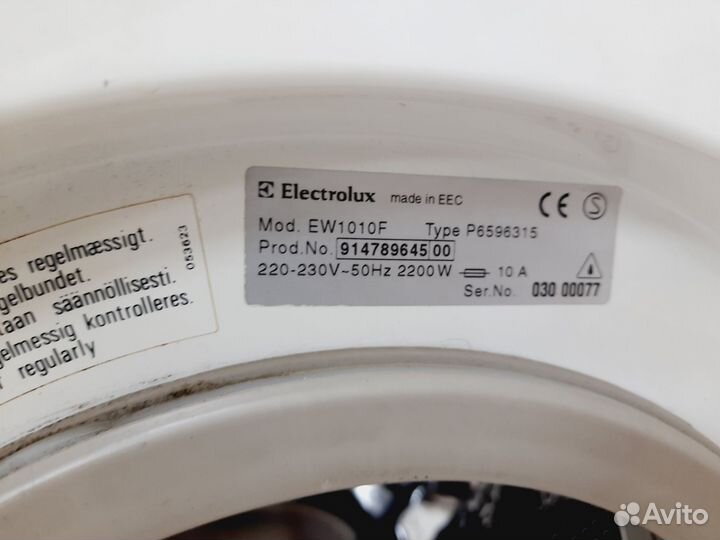 Electrolux made in EEC
CE S
Mod. EW1010F Type P6596315
Prod.No. 914789645 00
220-230V~50Hz 2200W 10 A
Ser.No. 030 00077
es regelmæssigt.
gelbundet.
taan säännöllisesti.
gelmessig kontrolleres.
r regularly
053623
Avito